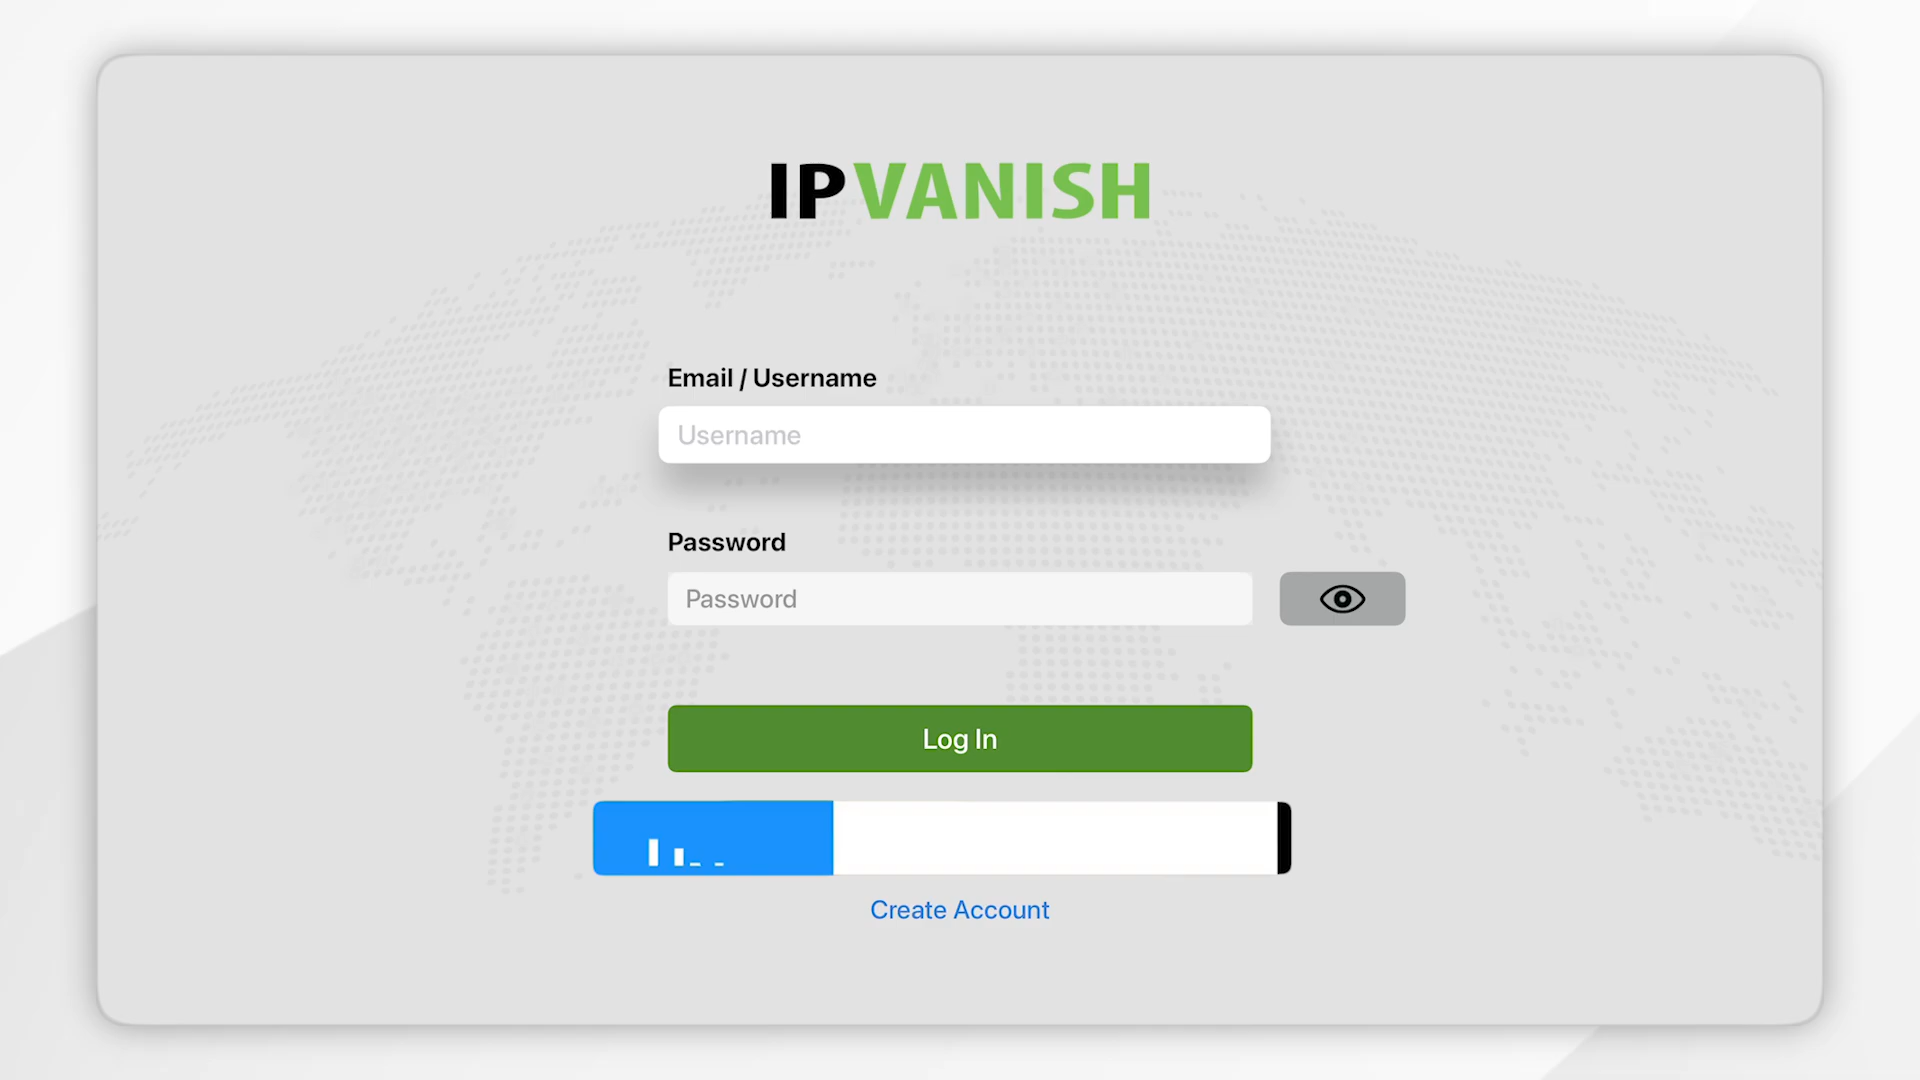 IPVANISH
Email / Username
Username
Password
Password
Log In
Create Account